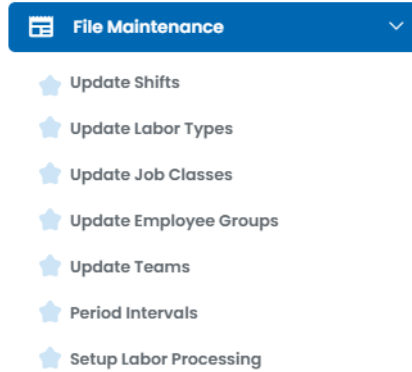 File Maintenance
Update Shifts
Update Labor Types
Update Job Classes
Update Employee Groups
Update Teams
Period Intervals
Setup Labor Processing